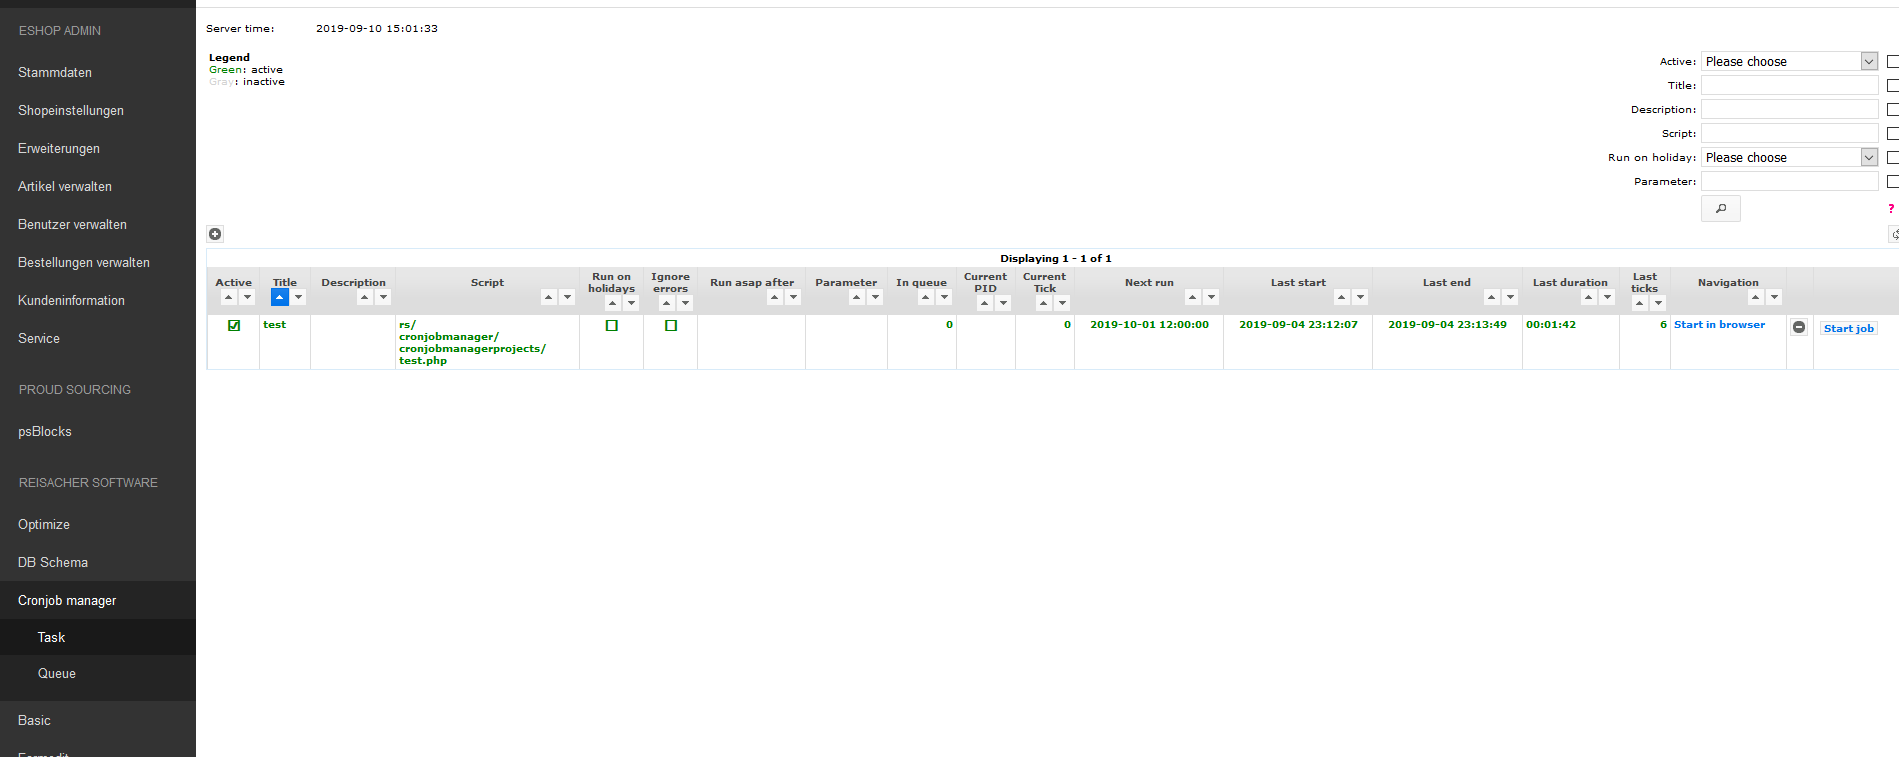 ESHOP ADMIN
Stammdaten
Shopeinstellungen
Erweiterungen
Artikel verwalten
Benutzer verwalten
Bestellungen verwalten
Kundeninformation
Service
PROUD SOURCING
psBlocks
REISACHER SOFTWARE
Optimize
DB Schema
Cronjob manager
Task
Queue
Basic
Server time: 2019-09-10 15:01:33
Legend
Green: active
Gray: inactive
Active: Please choose
Title:
Description:
Script:
Run on holiday: Please choose
Parameter:
?
Displaying 1 - 1 of 1
Active Title Description Script Run on holidays Ignore errors Run asap after Parameter In queue Current PID Current Tick Next run Last start Last end Last duration Last ticks Navigation
test rs/ 0 0 2019-10-01 12:00:00 2019-09-04 23:12:07 2019-09-04 23:13:49 00:01:42 6 Start in browser Start job
cronjobmanager/
cronjobmanagerprojects/
test.php